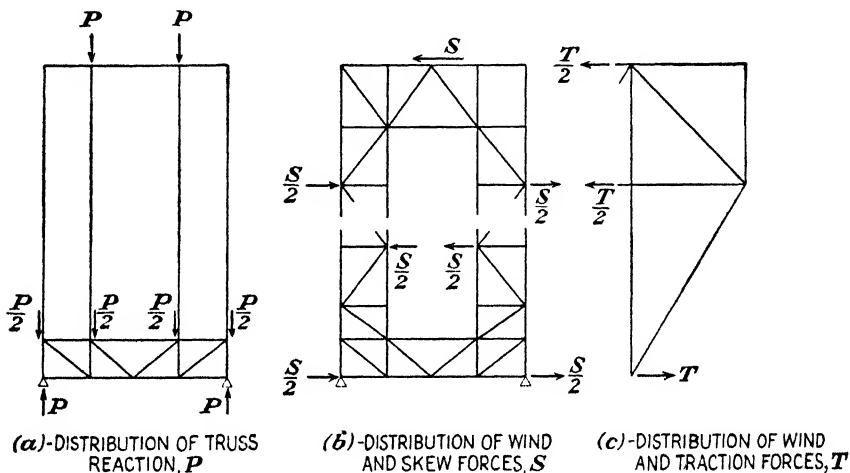 P P
P/2 P/2 P/2 P/2
P P
(a)-DISTRIBUTION OF TRUSS
REACTION, P
S
S/2 S/2
S/2 S/2
S/2 S/2
(b)-DISTRIBUTION OF WIND
AND SKEW FORCES, S
T/2
T/2
T
(c)-DISTRIBUTION OF WIND
AND TRACTION FORCES, T